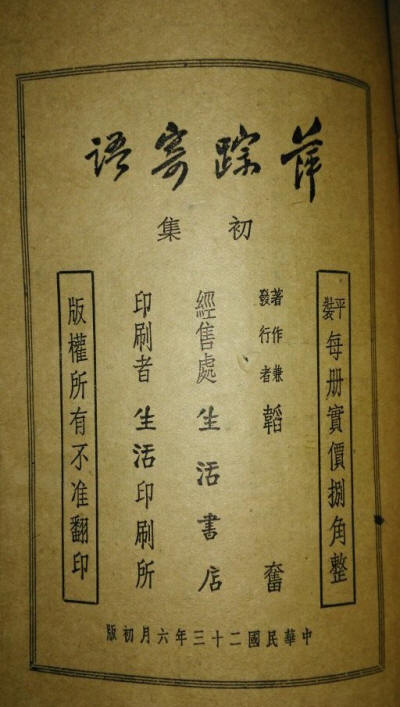 萍踪寄語
初集
平裝每册實價捌角整
著作兼發行者 韜奮
經售處 生活書店
印刷者 生活印刷所
版權所有不准翻印
中華民國二十三年六月初版